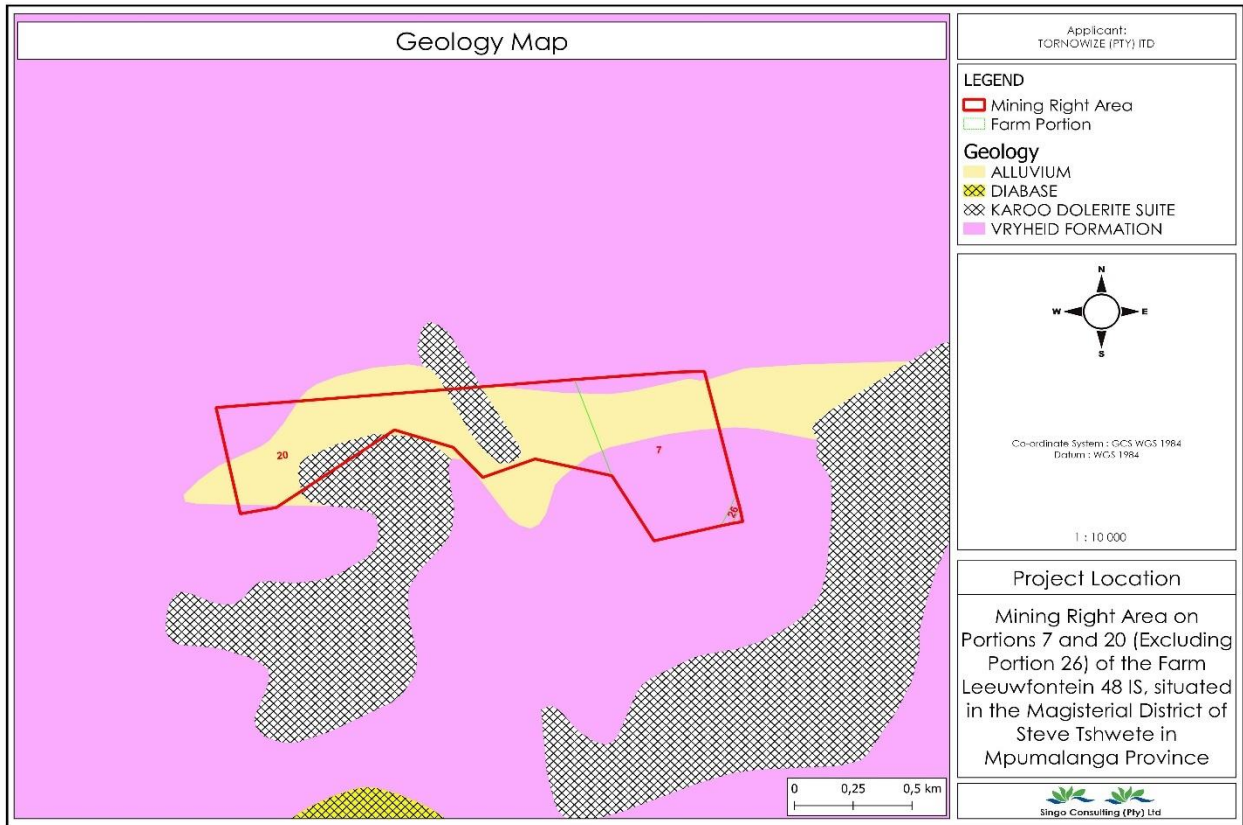 Geology Map
20
7
26
0 0,25 0,5 km
Applicant:
TORNOWIZE (PTY) lTD
LEGEND
Mining Right Area
Farm Portion
Geology
ALLUVIUM
DIABASE
KAROO DOLERITE SUITE
VRYHEID FORMATION
N
W E
S
Co-ordinate System : GCS WGS 1984
Datum : WGS 1984
1 : 10 000
Project Location
Mining Right Area on
Portions 7 and 20 (Excluding
Portion 26) of the Farm
Leeuwfontein 48 IS, situated
in the Magisterial District of
Steve Tshwete in
Mpumalanga Province
Singo Consulting (Pty) Ltd